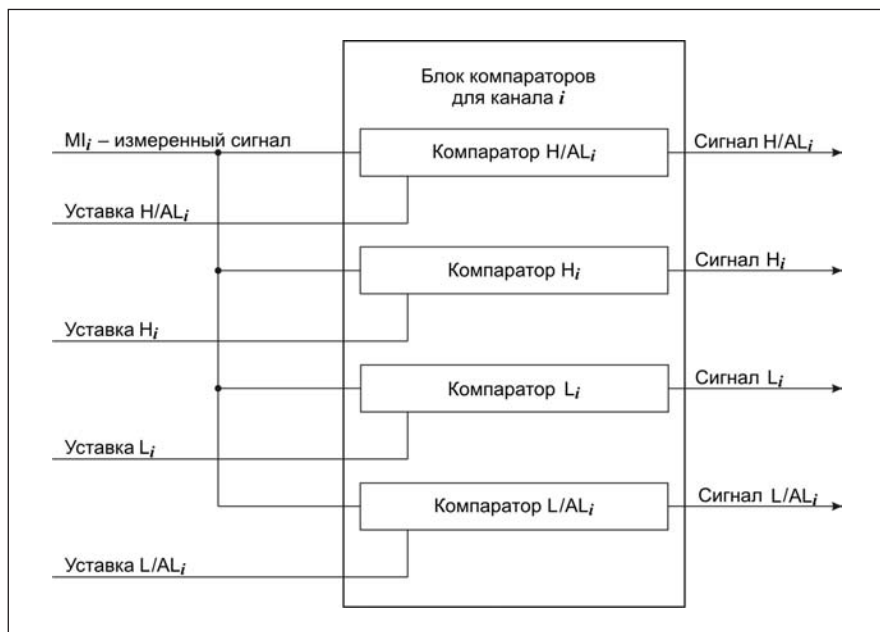 Блок компараторов
для канала i
MIi – измеренный сигнал
Компаратор H/ALi
Сигнал H/ALi
Уставка H/ALi
Компаратор Hi
Сигнал Hi
Уставка Hi
Компаратор Li
Сигнал Li
Уставка Li
Компаратор L/ALi
Сигнал L/ALi
Уставка L/ALi